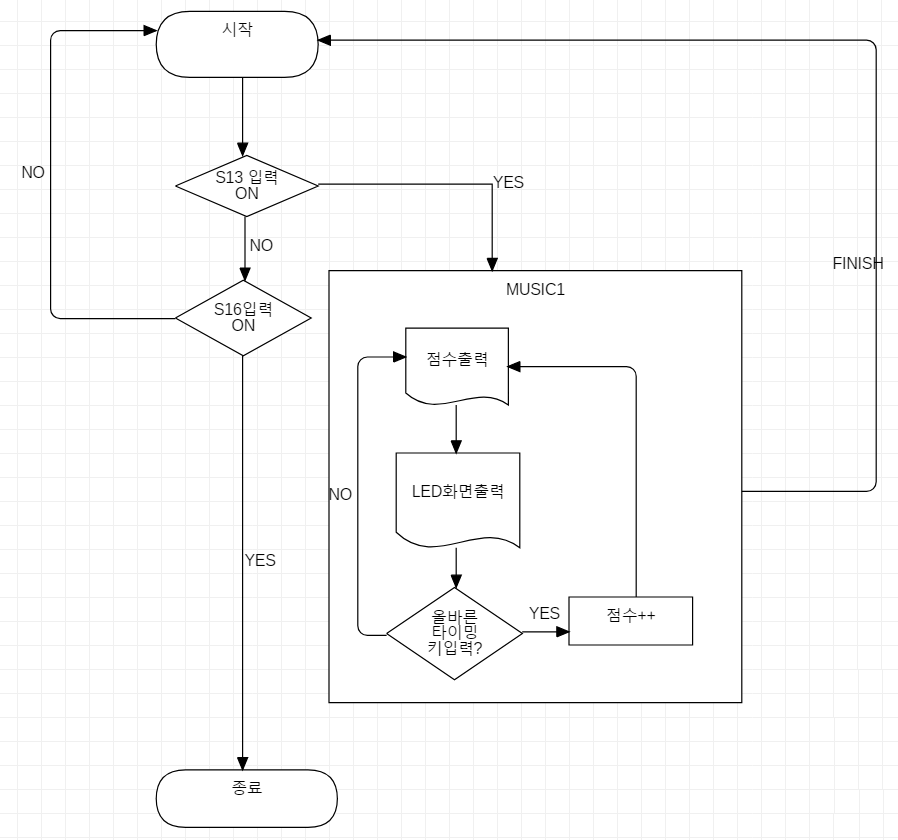 시작
NO
S13 입력
ON
YES
NO
FINISH
S16입력
ON
MUSIC1
점수출력
NO
LED화면출력
YES
올바른
타이밍
키입력?
YES
점수++
종료